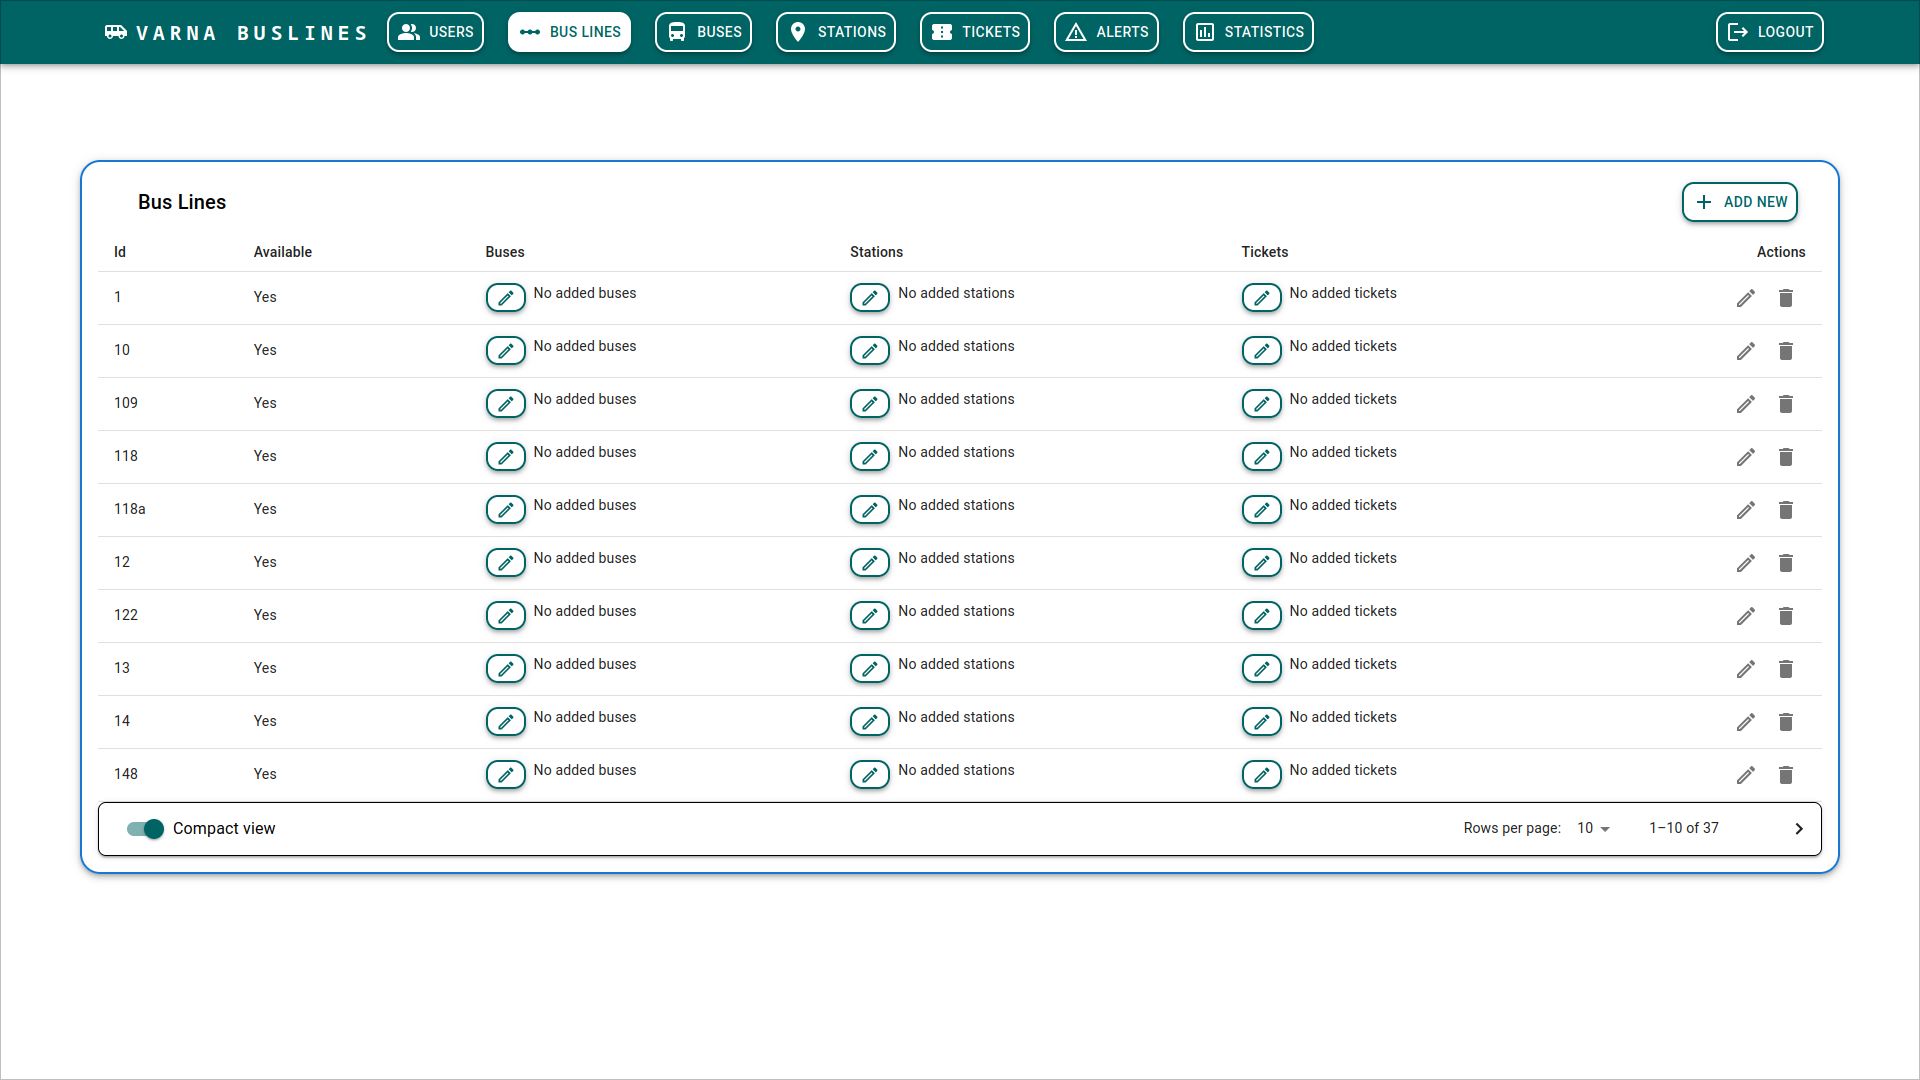 VARNA BUSLINES USERS BUS LINES BUSES STATIONS TICKETS ALERTS STATISTICS LOGOUT
Bus Lines ADD NEW
Id Available Buses Stations Tickets Actions
1 Yes No added buses No added stations No added tickets
10 Yes No added buses No added stations No added tickets
109 Yes No added buses No added stations No added tickets
118 Yes No added buses No added stations No added tickets
118a Yes No added buses No added stations No added tickets
12 Yes No added buses No added stations No added tickets
122 Yes No added buses No added stations No added tickets
13 Yes No added buses No added stations No added tickets
14 Yes No added buses No added stations No added tickets
148 Yes No added buses No added stations No added tickets
Compact view Rows per page: 10 1–10 of 37